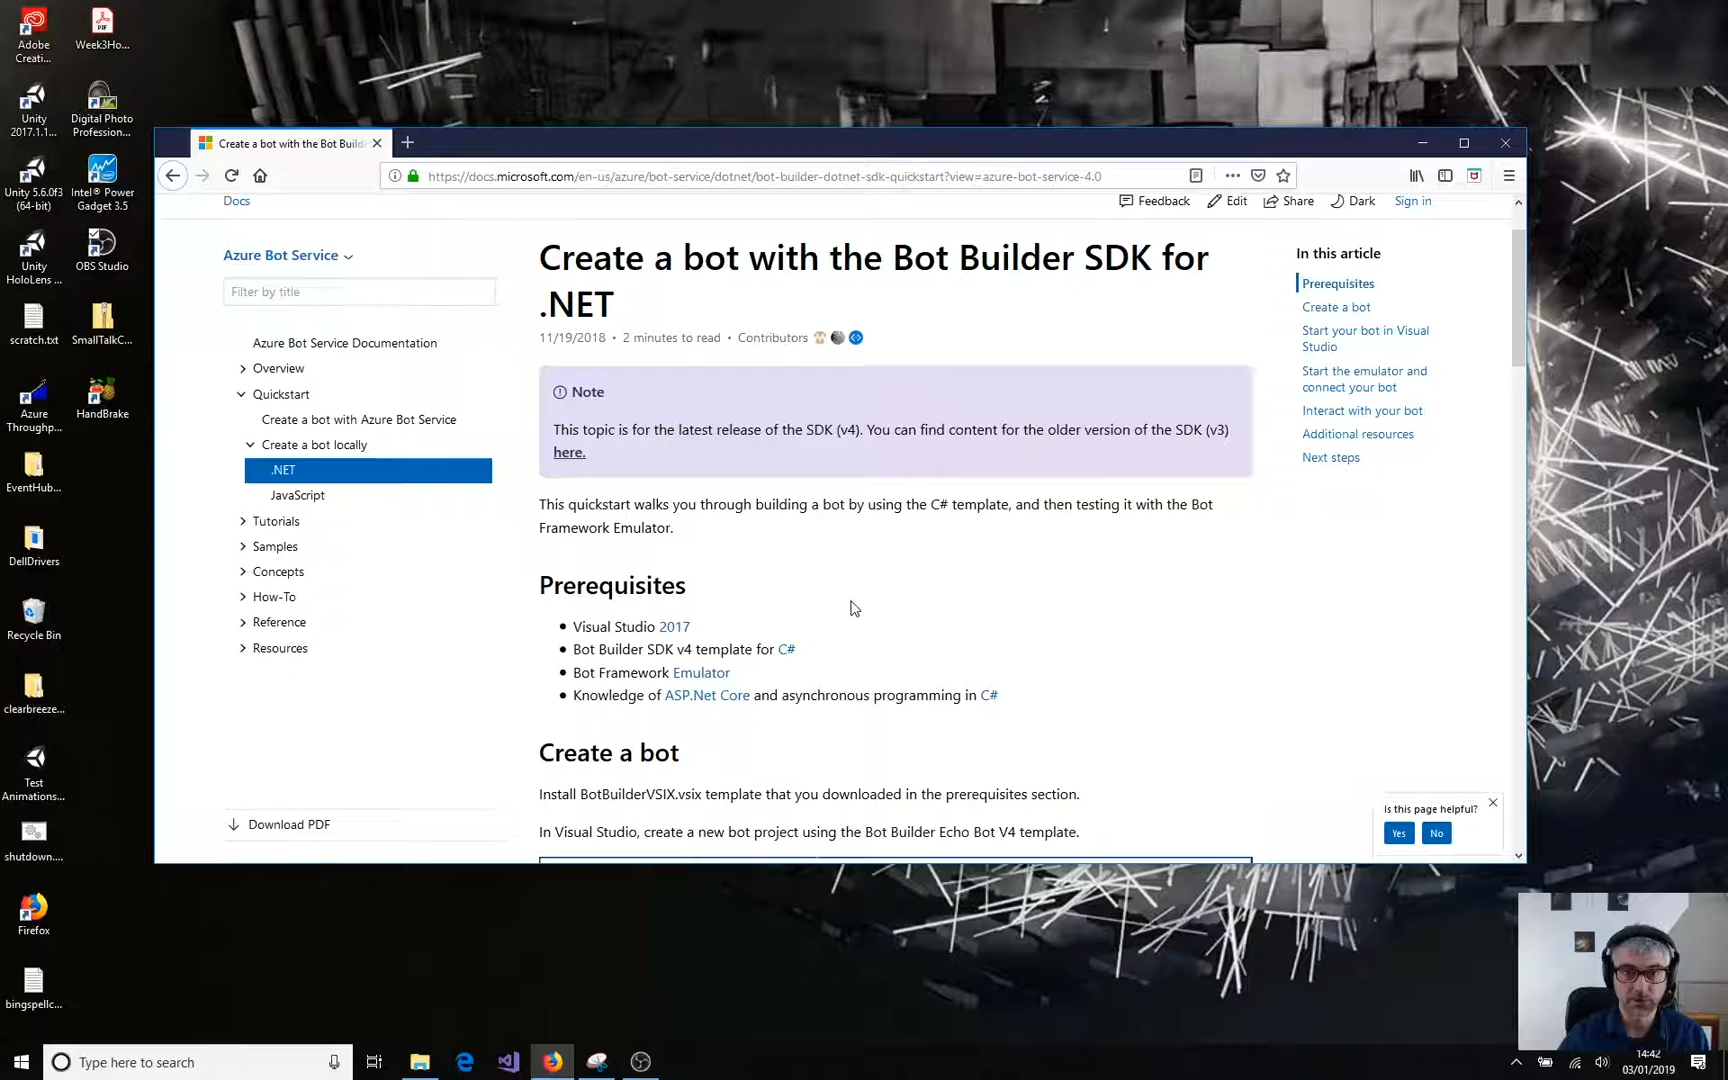 Adobe
Creati...
Week3Ho...
Unity
2017.1.1...
Digital Photo
Profession...
Unity 5.6.0f3
(64-bit)
Intel® Power
Gadget 3.5
Unity
HoloLens ...
OBS Studio
scratch.txt
SmallTalkC...
Azure
Throughp...
HandBrake
EventHub...
DellDrivers
Recycle Bin
clearbreeze...
Test
Animations...
shutdown....
Firefox
bingspellc...
Create a bot with the Bot Build
https://docs.microsoft.com/en-us/azure/bot-service/dotnet/bot-builder-dotnet-sdk-quickstart?view=azure-bot-service-4.0
Docs
Feedback
Edit
Share
Dark
Sign in
Azure Bot Service
Filter by title
Azure Bot Service Documentation
Overview
Quickstart
Create a bot with Azure Bot Service
Create a bot locally
.NET
JavaScript
Tutorials
Samples
Concepts
How-To
Reference
Resources
Download PDF
Create a bot with the Bot Builder SDK for
.NET
11/19/2018 • 2 minutes to read • Contributors
Note
This topic is for the latest release of the SDK (v4). You can find content for the older version of the SDK (v3)
here.
This quickstart walks you through building a bot by using the C# template, and then testing it with the Bot
Framework Emulator.
Prerequisites
• Visual Studio 2017
• Bot Builder SDK v4 template for C#
• Bot Framework Emulator
• Knowledge of ASP.Net Core and asynchronous programming in C#
Create a bot
Install BotBuilderVSIX.vsix template that you downloaded in the prerequisites section.
In Visual Studio, create a new bot project using the Bot Builder Echo Bot V4 template.
In this article
Prerequisites
Create a bot
Start your bot in Visual
Studio
Start the emulator and
connect your bot
Interact with your bot
Additional resources
Next steps
Is this page helpful?
Yes
No
Type here to search
14:42
03/01/2019